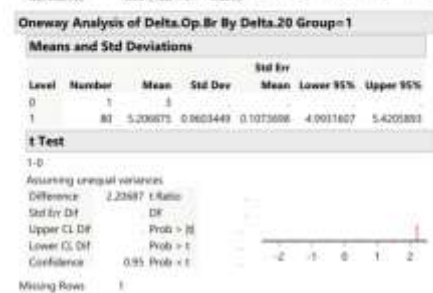 Oneway Analysis of Delta.Op.Br By Delta.20 Group=1
Means and Std Deviations
Level Number Mean Std Dev Std Err Mean Lower 95% Upper 95%
0 1 3 . . . .
1 80 5.206875 0.9603449 0.1073698 4.9931607 5.4205893
t Test
1-0
Assuming unequal variances
Difference 2.20687 t Ratio .
Std Err Dif . DF .
Upper CL Dif . Prob > |t| .
Lower CL Dif . Prob > t .
Confidence 0.95 Prob < t .
-2 -1 0 1 2
Missing Rows 1